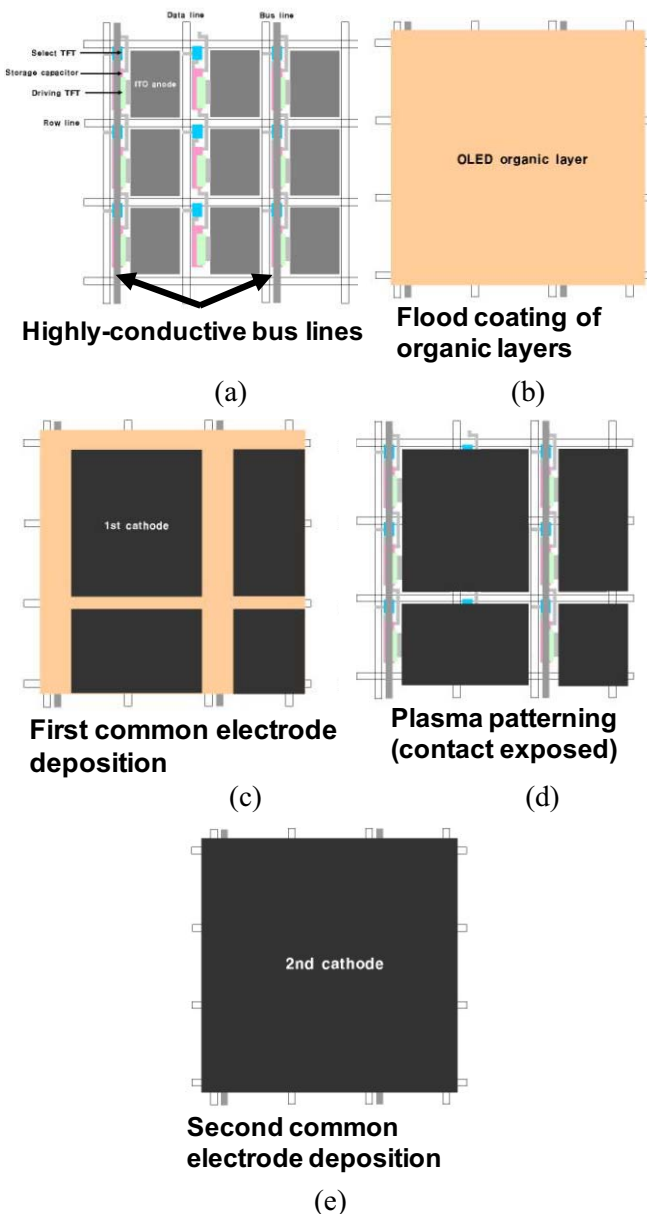 Data line
Bus line
Select TFT
Storage capacitor
Driving TFT
ITO anode
Row line
Highly-conductive bus lines
(a)
OLED organic layer
Flood coating of
organic layers
(b)
1st cathode
First common electrode
deposition
(c)
Plasma patterning
(contact exposed)
(d)
2nd cathode
Second common
electrode deposition
(e)